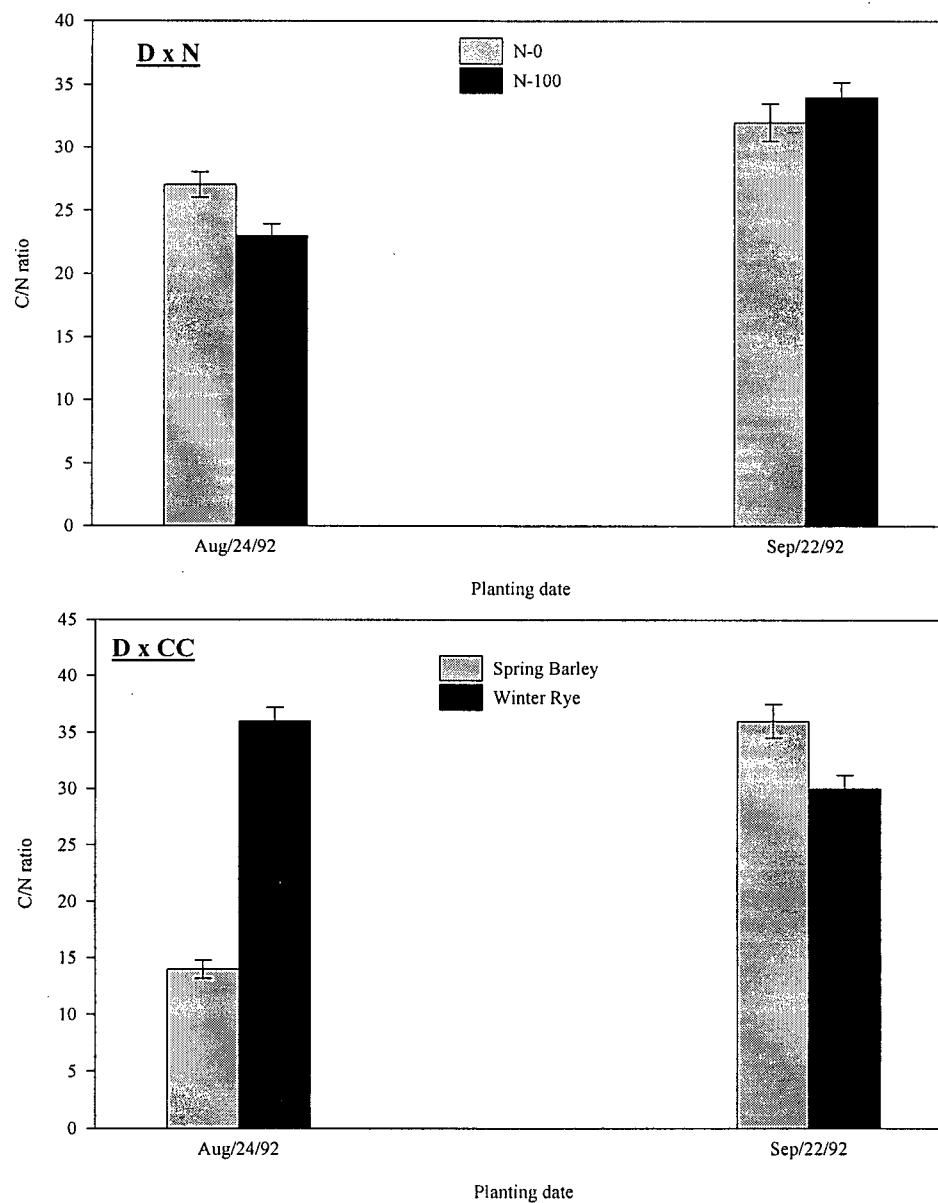 40
35
30
25
20
15
10
5
0
C/N ratio
D x N
N-0
N-100
Aug/24/92
Sep/22/92
Planting date
45
40
35
30
25
20
15
10
5
0
C/N ratio
D x CC
Spring Barley
Winter Rye
Aug/24/92
Sep/22/92
Planting date